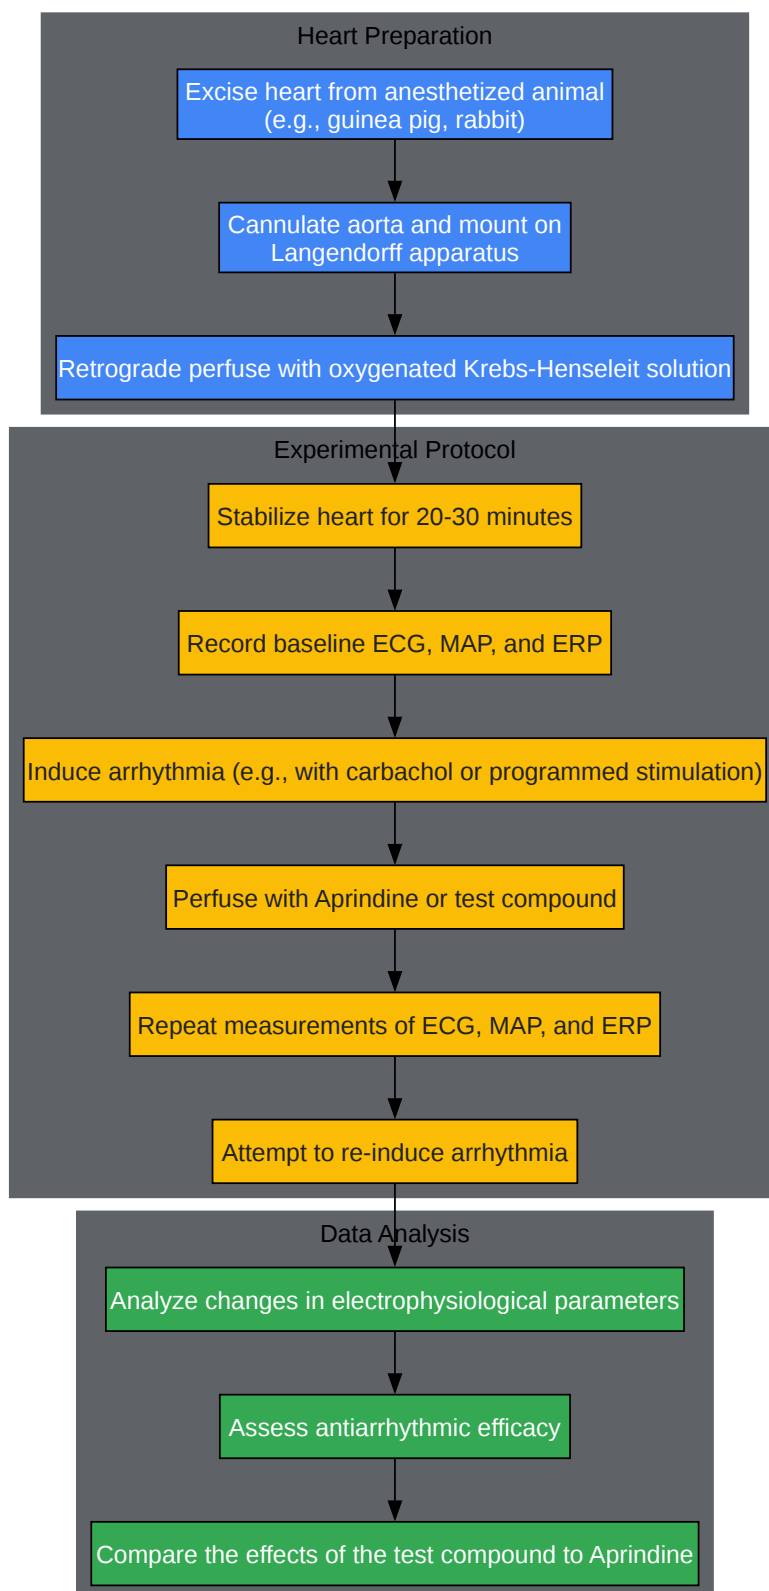 Heart Preparation
Excise heart from anesthetized animal
(e.g., guinea pig, rabbit)
Cannulate aorta and mount on
Langendorff apparatus
Retrograde perfuse with oxygenated Krebs-Henseleit solution
Experimental Protocol
Stabilize heart for 20-30 minutes
Record baseline ECG, MAP, and ERP
Induce arrhythmia (e.g., with carbachol or programmed stimulation)
Perfuse with Aprindine or test compound
Repeat measurements of ECG, MAP, and ERP
Attempt to re-induce arrhythmia
Data Analysis
Analyze changes in electrophysiological parameters
Assess antiarrhythmic efficacy
Compare the effects of the test compound to Aprindine